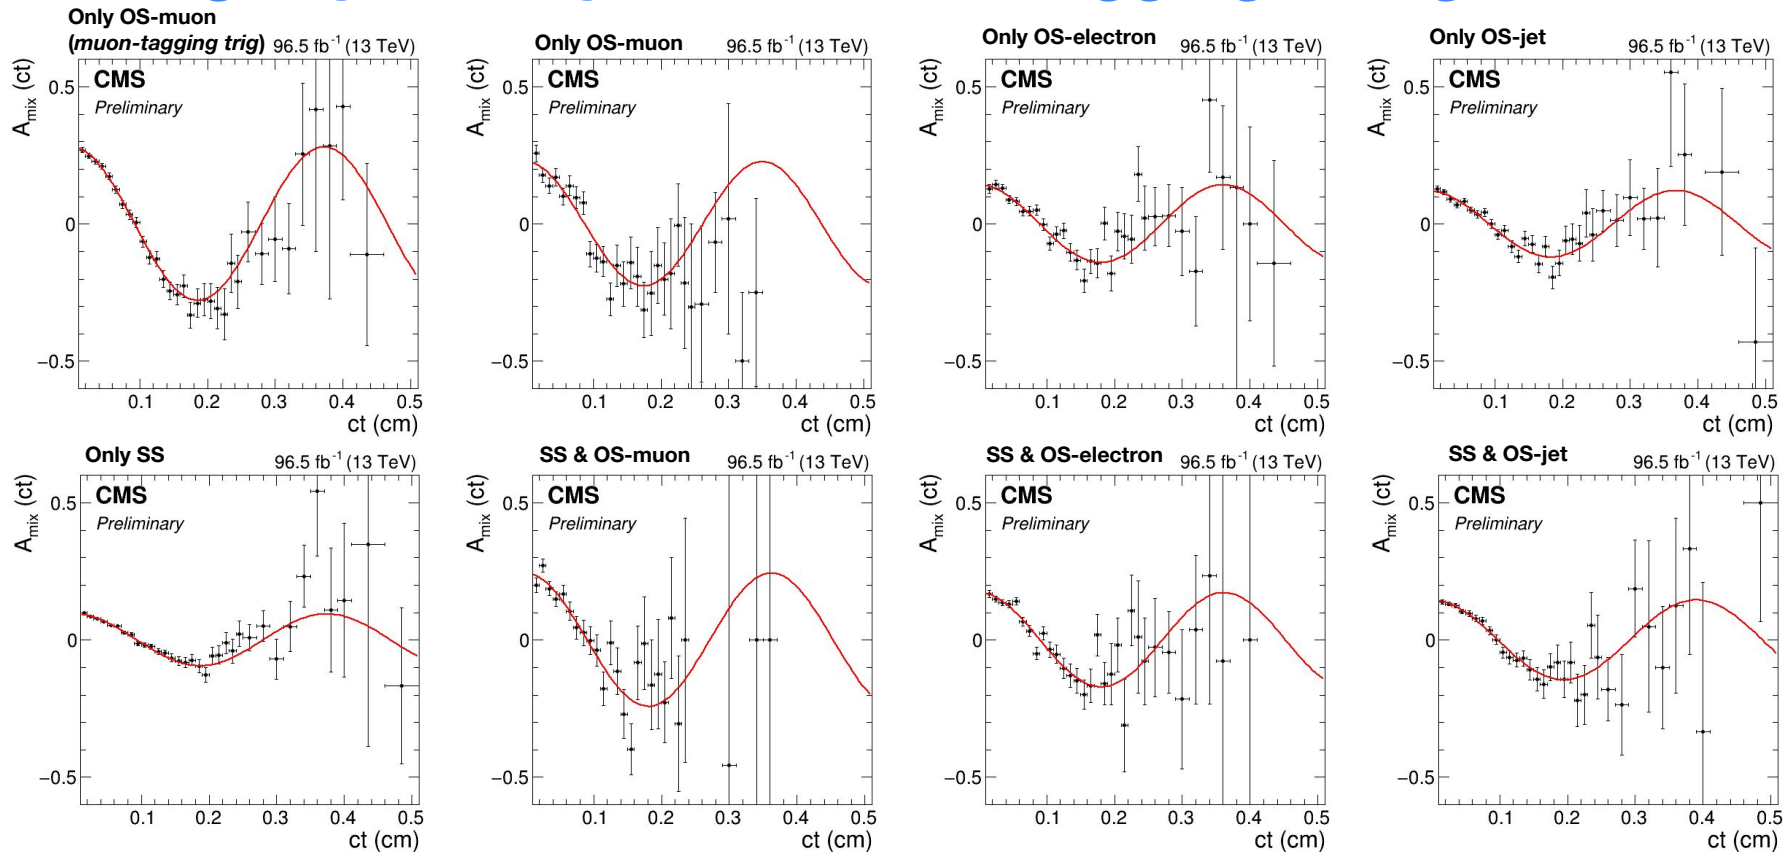 Only OS-muon
(muon-tagging trig) 96.5 fb⁻¹ (13 TeV)
CMS
Preliminary
A_mix (ct)
0.5
0
−0.5
0.1 0.2 0.3 0.4 0.5
ct (cm)
Only OS-muon 96.5 fb⁻¹ (13 TeV)
CMS
Preliminary
A_mix (ct)
0.5
0
−0.5
0.1 0.2 0.3 0.4 0.5
ct (cm)
Only OS-electron 96.5 fb⁻¹ (13 TeV)
CMS
Preliminary
A_mix (ct)
0.5
0
−0.5
0.1 0.2 0.3 0.4 0.5
ct (cm)
Only OS-jet 96.5 fb⁻¹ (13 TeV)
CMS
Preliminary
A_mix (ct)
0.5
0
−0.5
0.1 0.2 0.3 0.4 0.5
ct (cm)
Only SS 96.5 fb⁻¹ (13 TeV)
CMS
Preliminary
A_mix (ct)
0.5
0
−0.5
0.1 0.2 0.3 0.4 0.5
ct (cm)
SS & OS-muon 96.5 fb⁻¹ (13 TeV)
CMS
Preliminary
A_mix (ct)
0.5
0
−0.5
0.1 0.2 0.3 0.4 0.5
ct (cm)
SS & OS-electron 96.5 fb⁻¹ (13 TeV)
CMS
Preliminary
A_mix (ct)
0.5
0
−0.5
0.1 0.2 0.3 0.4 0.5
ct (cm)
SS & OS-jet 96.5 fb⁻¹ (13 TeV)
CMS
Preliminary
A_mix (ct)
0.5
0
−0.5
0.1 0.2 0.3 0.4 0.5
ct (cm)